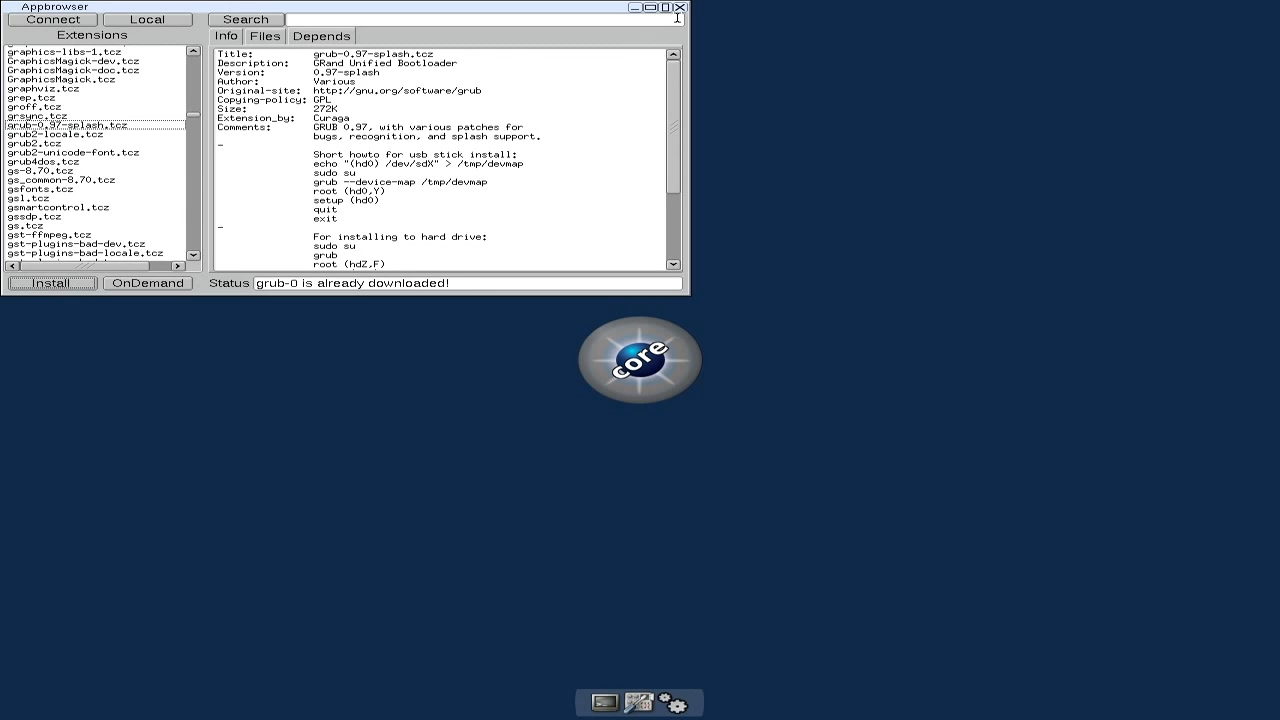 Appbrowser
Connect
Local
Search
Extensions
Info
Files
Depends
graphics-libs-1.tcz
GraphicsMagick-dev.tcz
GraphicsMagick-doc.tcz
GraphicsMagick.tcz
graphviz.tcz
grep.tcz
groff.tcz
grsync.tcz
grub-0.97-splash.tcz
grub2-locale.tcz
grub2.tcz
grub2-unicode-font.tcz
grub4dos.tcz
gs-8.70.tcz
gs_common-8.70.tcz
gsfonts.tcz
gsl.tcz
gsmartcontrol.tcz
gssdp.tcz
gs.tcz
gst-ffmpeg.tcz
gst-plugins-bad-dev.tcz
gst-plugins-bad-locale.tcz
Title: grub-0.97-splash.tcz
Description: GRand Unified Bootloader
Version: 0.97-splash
Author: Various
Original-site: http://gnu.org/software/grub
Copying-policy: GPL
Size: 272K
Extension_by: Curaga
Comments: GRUB 0.97, with various patches for
bugs, recognition, and splash support.
Short howto for usb stick install:
echo "(hd0) /dev/sdX" > /tmp/devmap
sudo su
grub --device-map /tmp/devmap
root (hd0,Y)
setup (hd0)
quit
exit
For installing to hard drive:
sudo su
grub
root (hdZ,F)
Install
OnDemand
Status grub-0 is already downloaded!
core